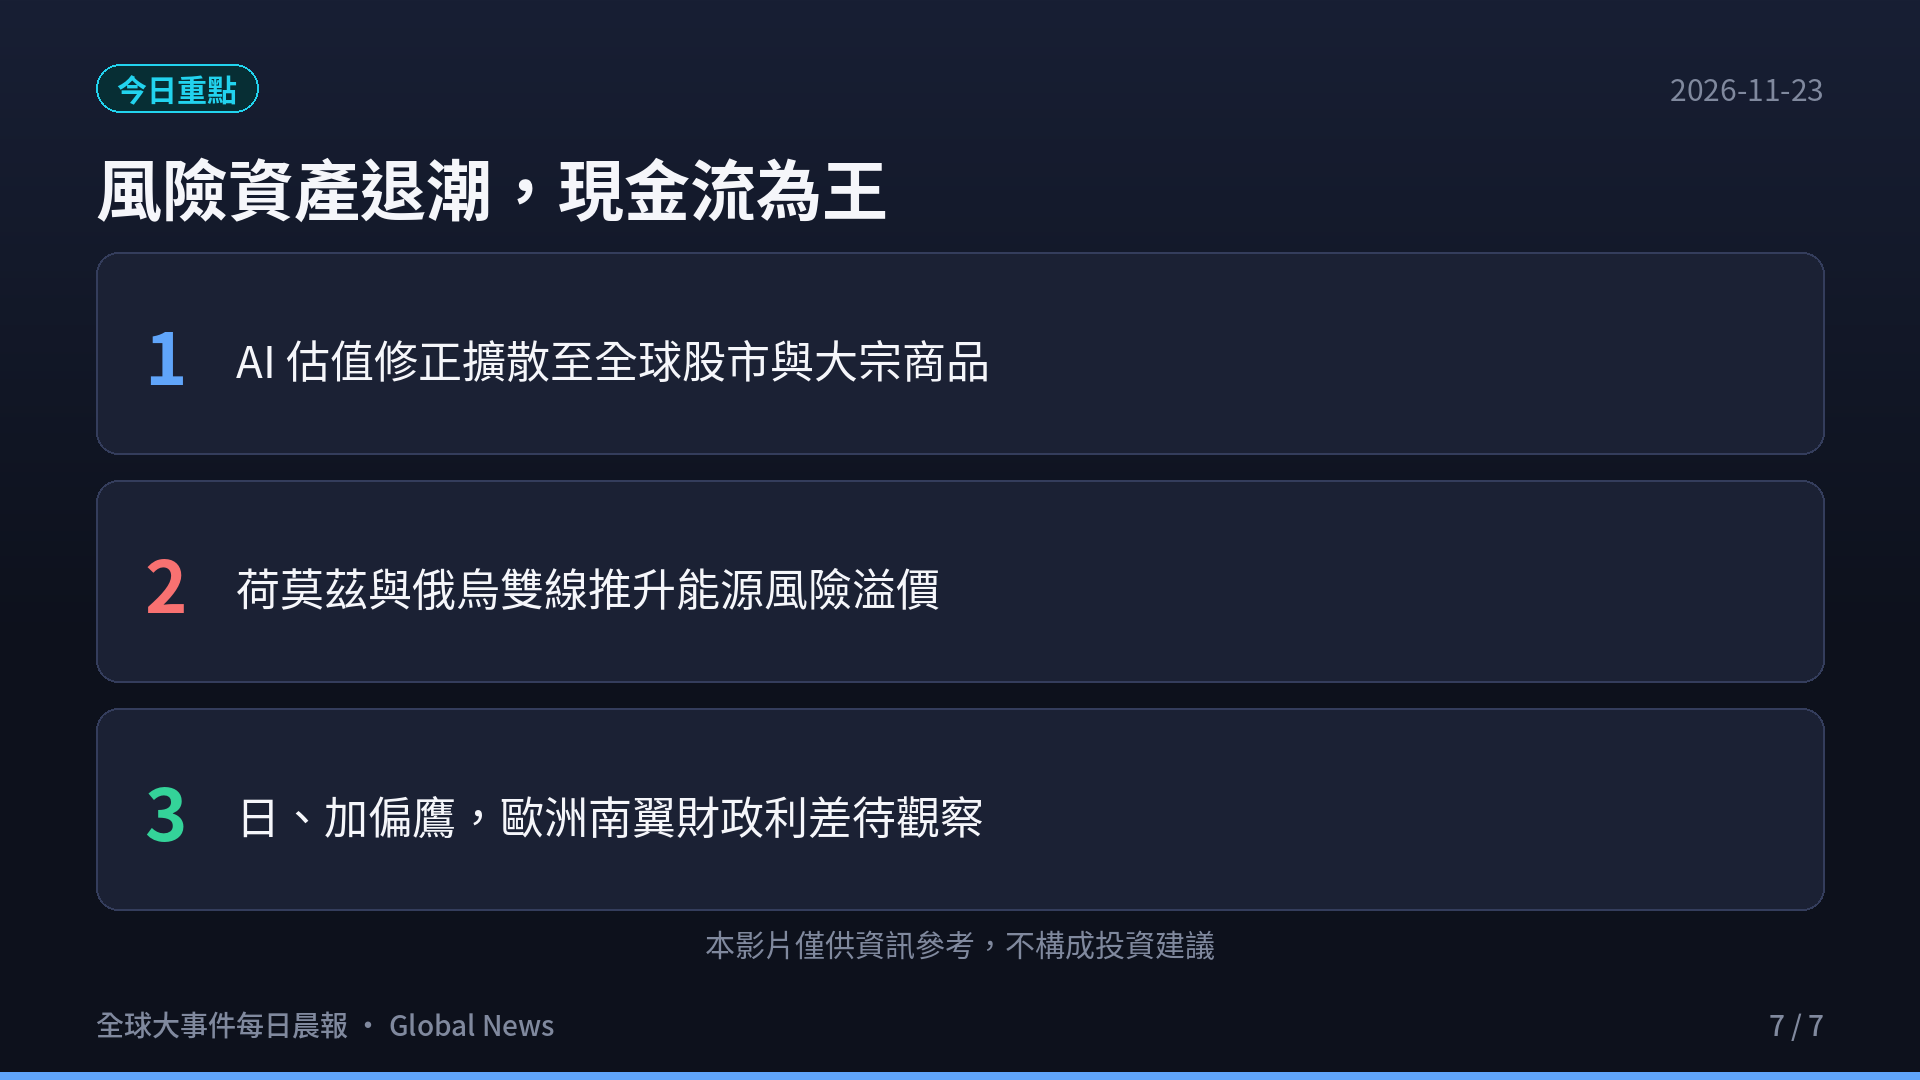 今日重點
2026-11-23
風險資產退潮，現金流為王
1
AI 估值修正擴散至全球股市與大宗商品
2
荷莫茲與俄烏雙線推升能源風險溢價
3
日、加偏鷹，歐洲南翼財政利差待觀察
本影片僅供資訊參考，不構成投資建議
全球大事件每日晨報 • Global News
7 / 7